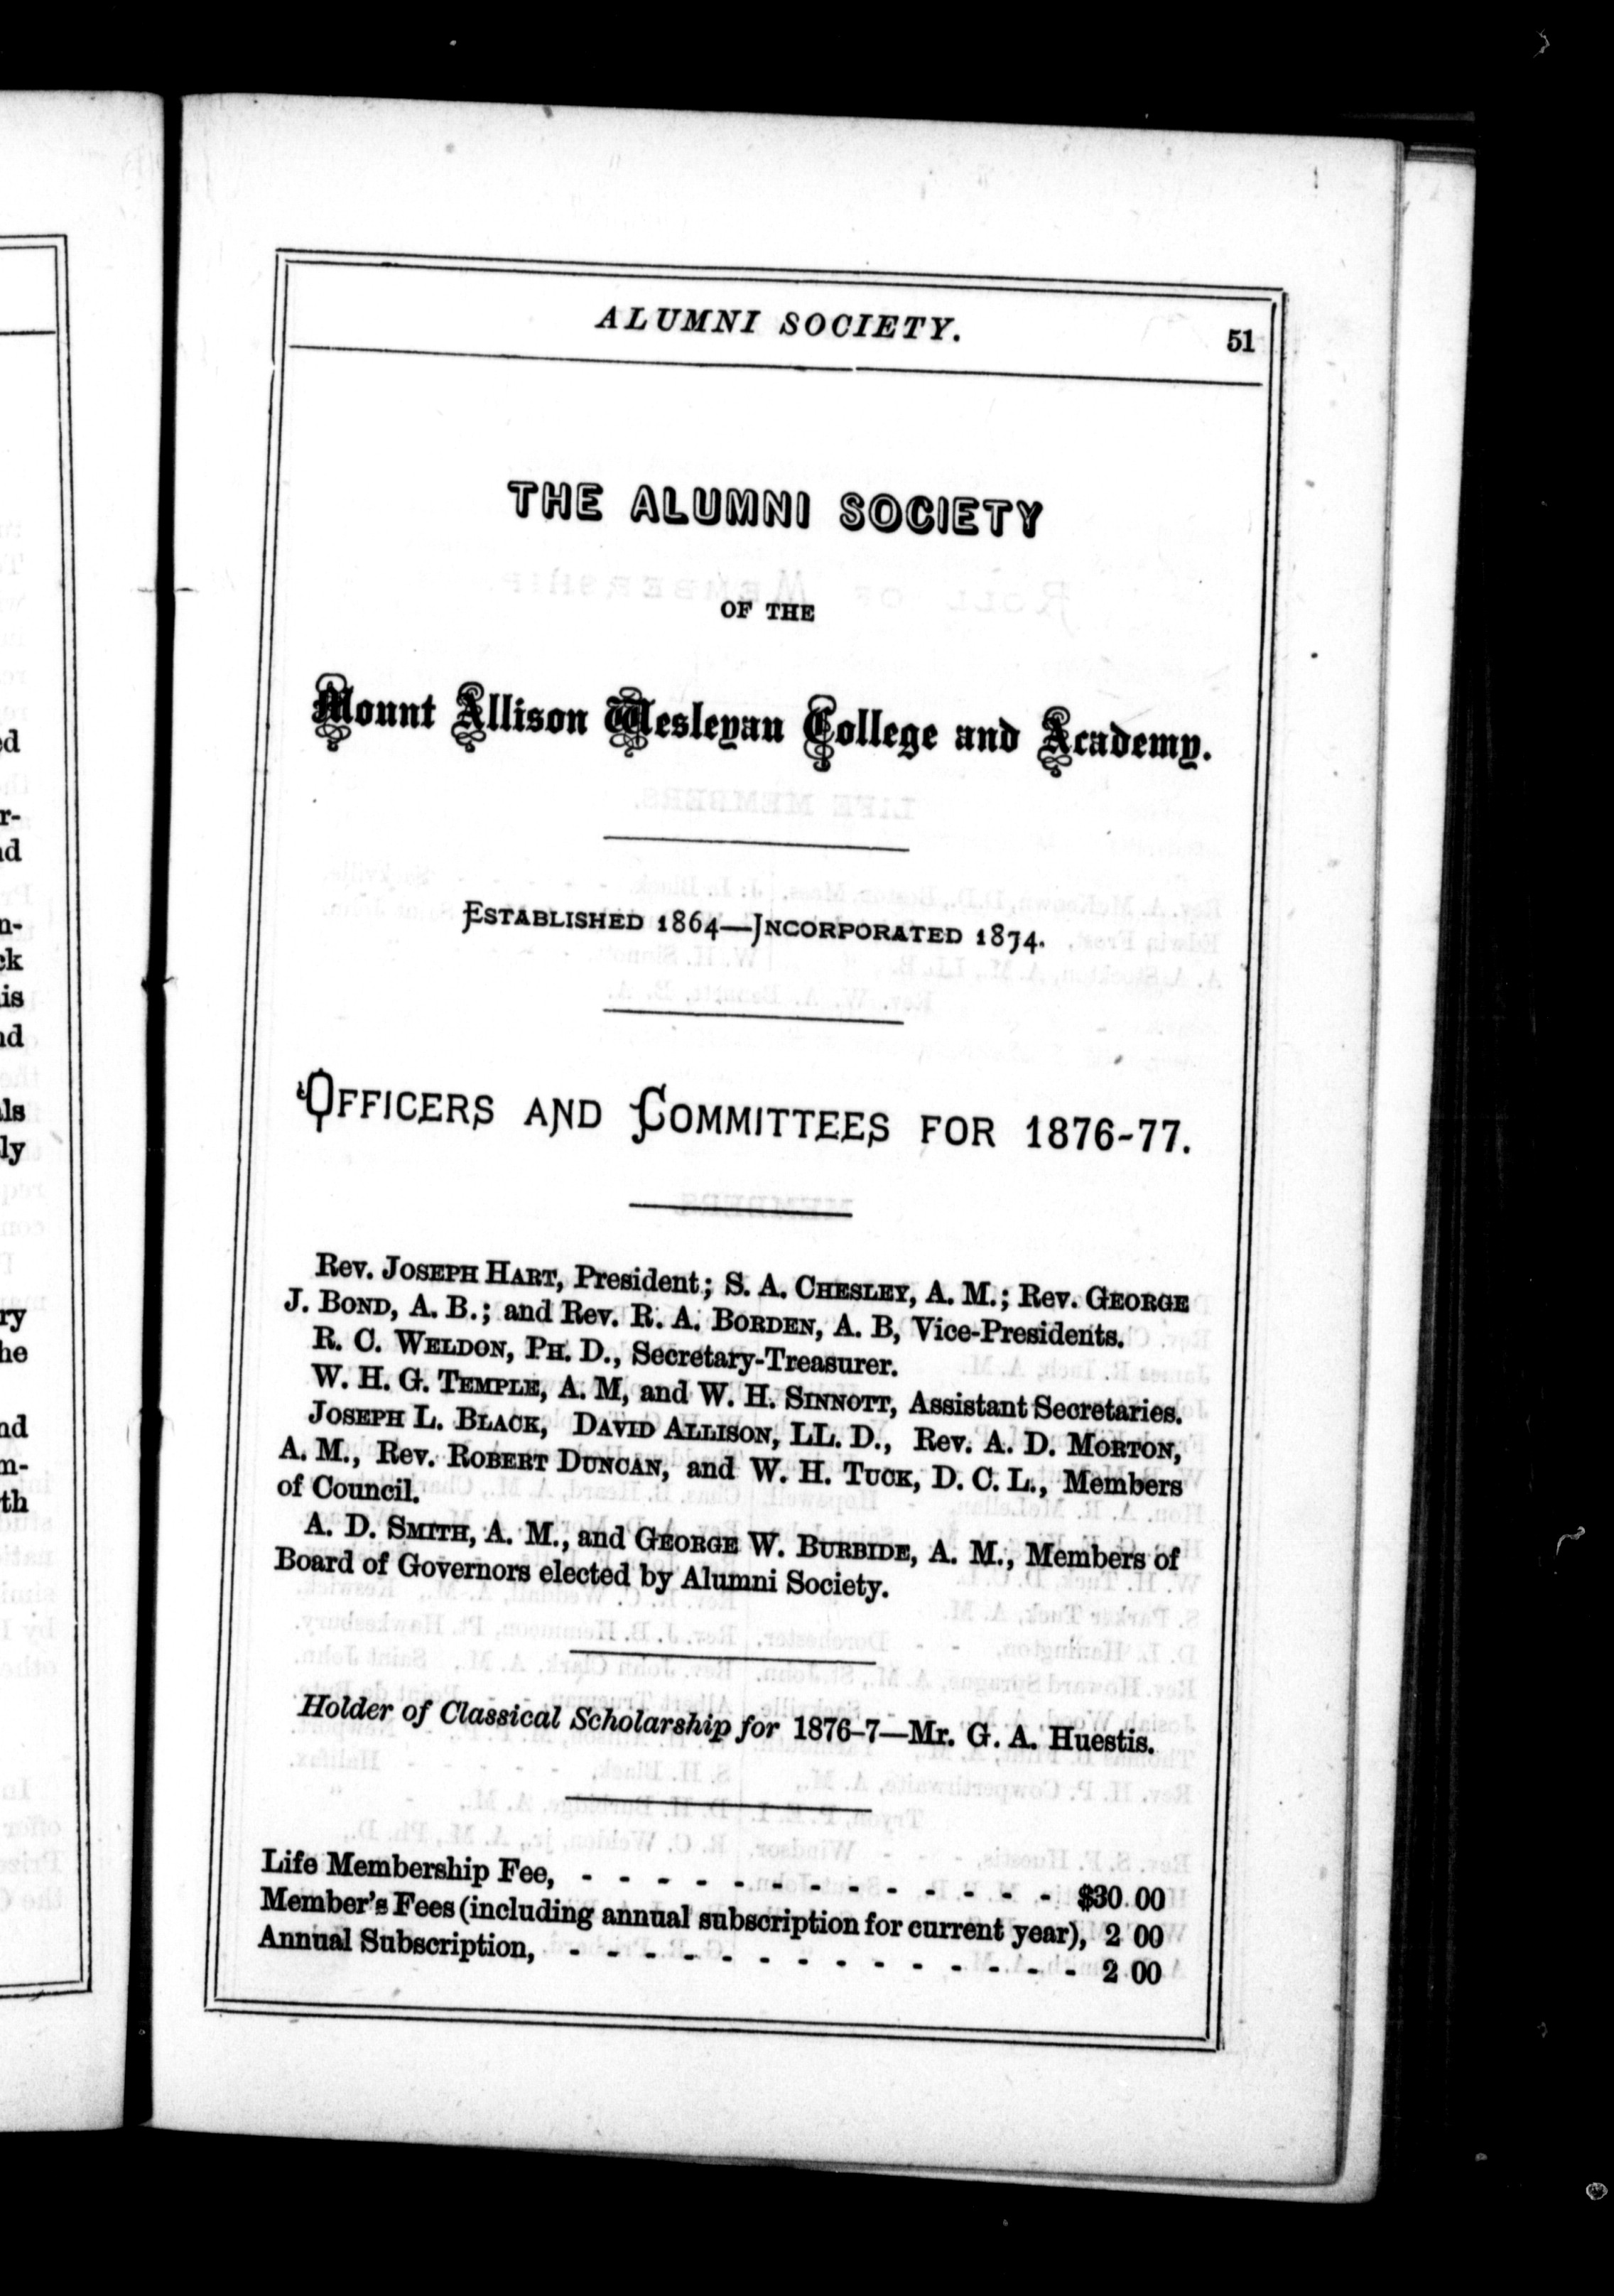 ALUMNI SOCIETY.
51
THE ALUMNI SOCIETY
OF THE
Mount Allison Wesleyan College and Academy.
ESTABLISHED 1864—INCORPORATED 1874.
OFFICERS AND COMMITTEES FOR 1876-77.
Rev. JOSEPH HART, President; S. A. CHESLEY, A. M.; Rev. GEORGE
J. BOND, A. B.; and Rev. R. A. BORDEN, A. B, Vice-Presidents.
R. C. WELDON, PH. D., Secretary-Treasurer.
W. H. G. TEMPLE, A. M, and W. H. SINNOTT, Assistant Secretaries.
JOSEPH L. BLACK, DAVID ALLISON, LL. D., Rev. A. D. MORTON,
A. M., Rev. ROBERT DUNCAN, and W. H. TUCK, D. C. L., Members
of Council.
A. D. SMITH, A. M., and GEORGE W. BURBIDE, A. M., Members of
Board of Governors elected by Alumni Society.
Holder of Classical Scholarship for 1876-7—Mr. G. A. Huestis.
Life Membership Fee, - - - - - - - - - - - - - $30.00
Member's Fees (including annual subscription for current year), 2 00
Annual Subscription, - - - - - - - - - - - - - - 2 00